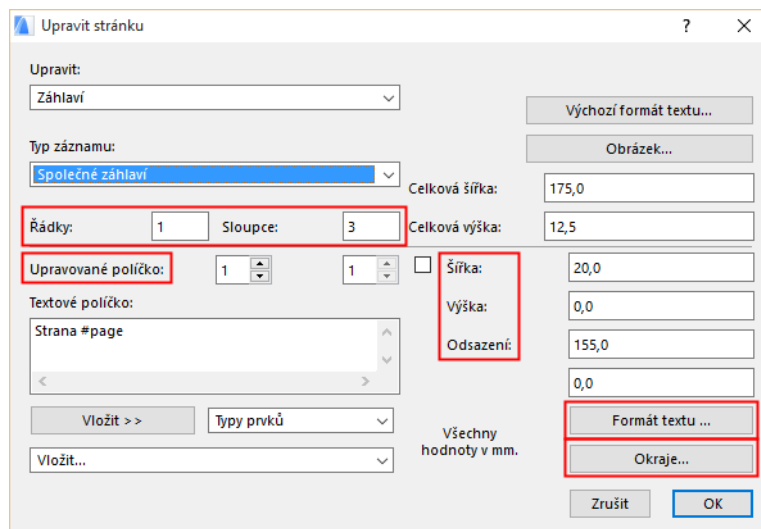 Upravit stránku
?
Upravit:
Záhlaví
Výchozí formát textu...
Typ záznamu:
Obrázek...
Společné záhlaví
Celková šířka:
175,0
Řádky:
1
Sloupce:
3
Celková výška:
12,5
Upravované políčko:
1
1
Šířka:
20,0
Textové políčko:
Výška:
0,0
Strana #page
Odsazení:
155,0
0,0
Vložit >>
Typy prvků
Všechny
hodnoty v mm.
Formát textu ...
Vložit...
Okraje...
Zrušit
OK